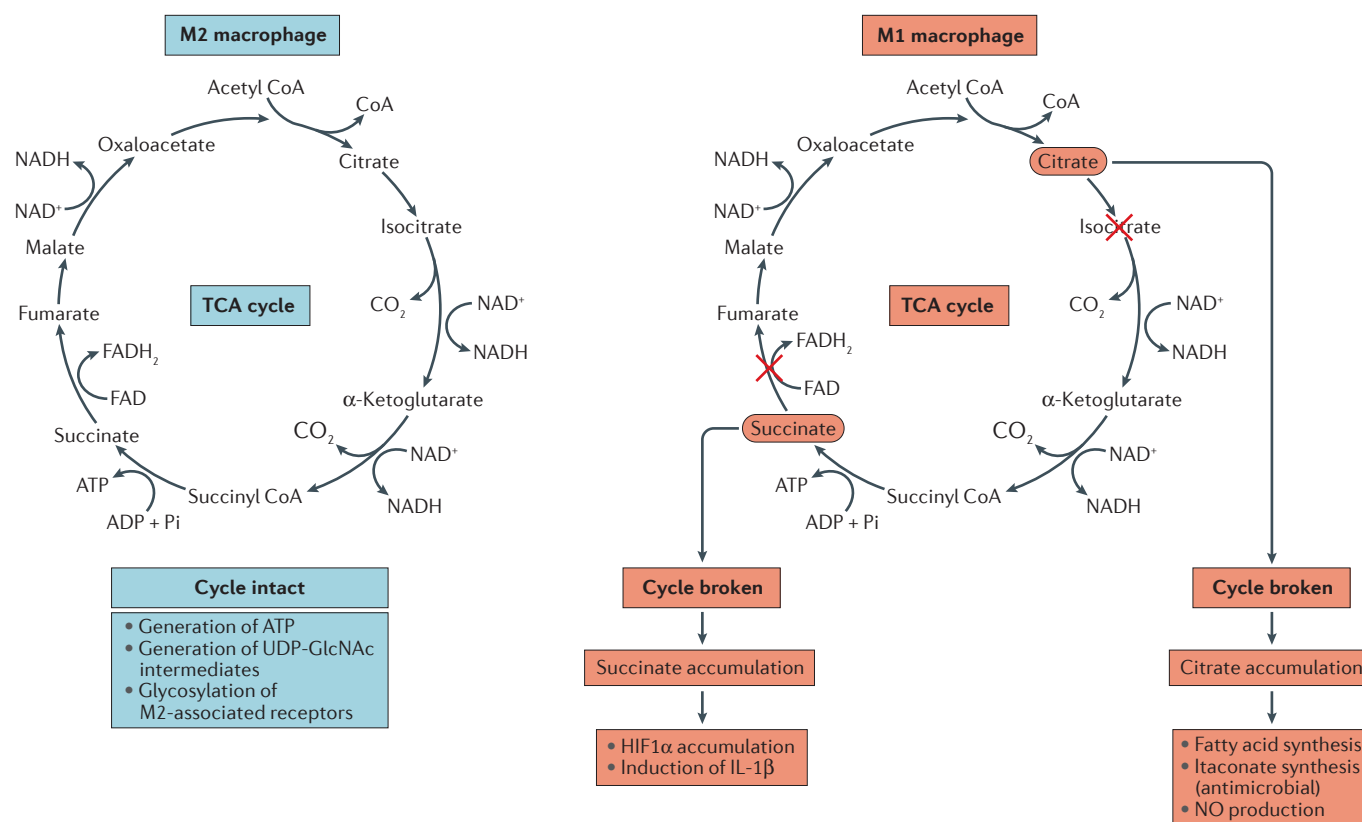 M2 macrophage
Acetyl CoA
CoA
Oxaloacetate
Citrate
NADH
NAD⁺
Isocitrate
Malate
TCA cycle
CO₂
NAD⁺
Fumarate
NADH
FADH₂
FAD
α-Ketoglutarate
Succinate
CO₂
NAD⁺
ATP
Succinyl CoA
NADH
ADP + Pi
Cycle intact
• Generation of ATP
• Generation of UDP-GlcNAc
intermediates
• Glycosylation of
M2-associated receptors
M1 macrophage
Acetyl CoA
CoA
Oxaloacetate
Citrate
NADH
NAD⁺
Isocitrate
Malate
TCA cycle
CO₂
NAD⁺
Fumarate
NADH
FADH₂
FAD
α-Ketoglutarate
Succinate
CO₂
NAD⁺
ATP
Succinyl CoA
NADH
ADP + Pi
Cycle broken
Succinate accumulation
• HIF1α accumulation
• Induction of IL-1β
Cycle broken
Citrate accumulation
• Fatty acid synthesis
• Itaconate synthesis
(antimicrobial)
• NO production